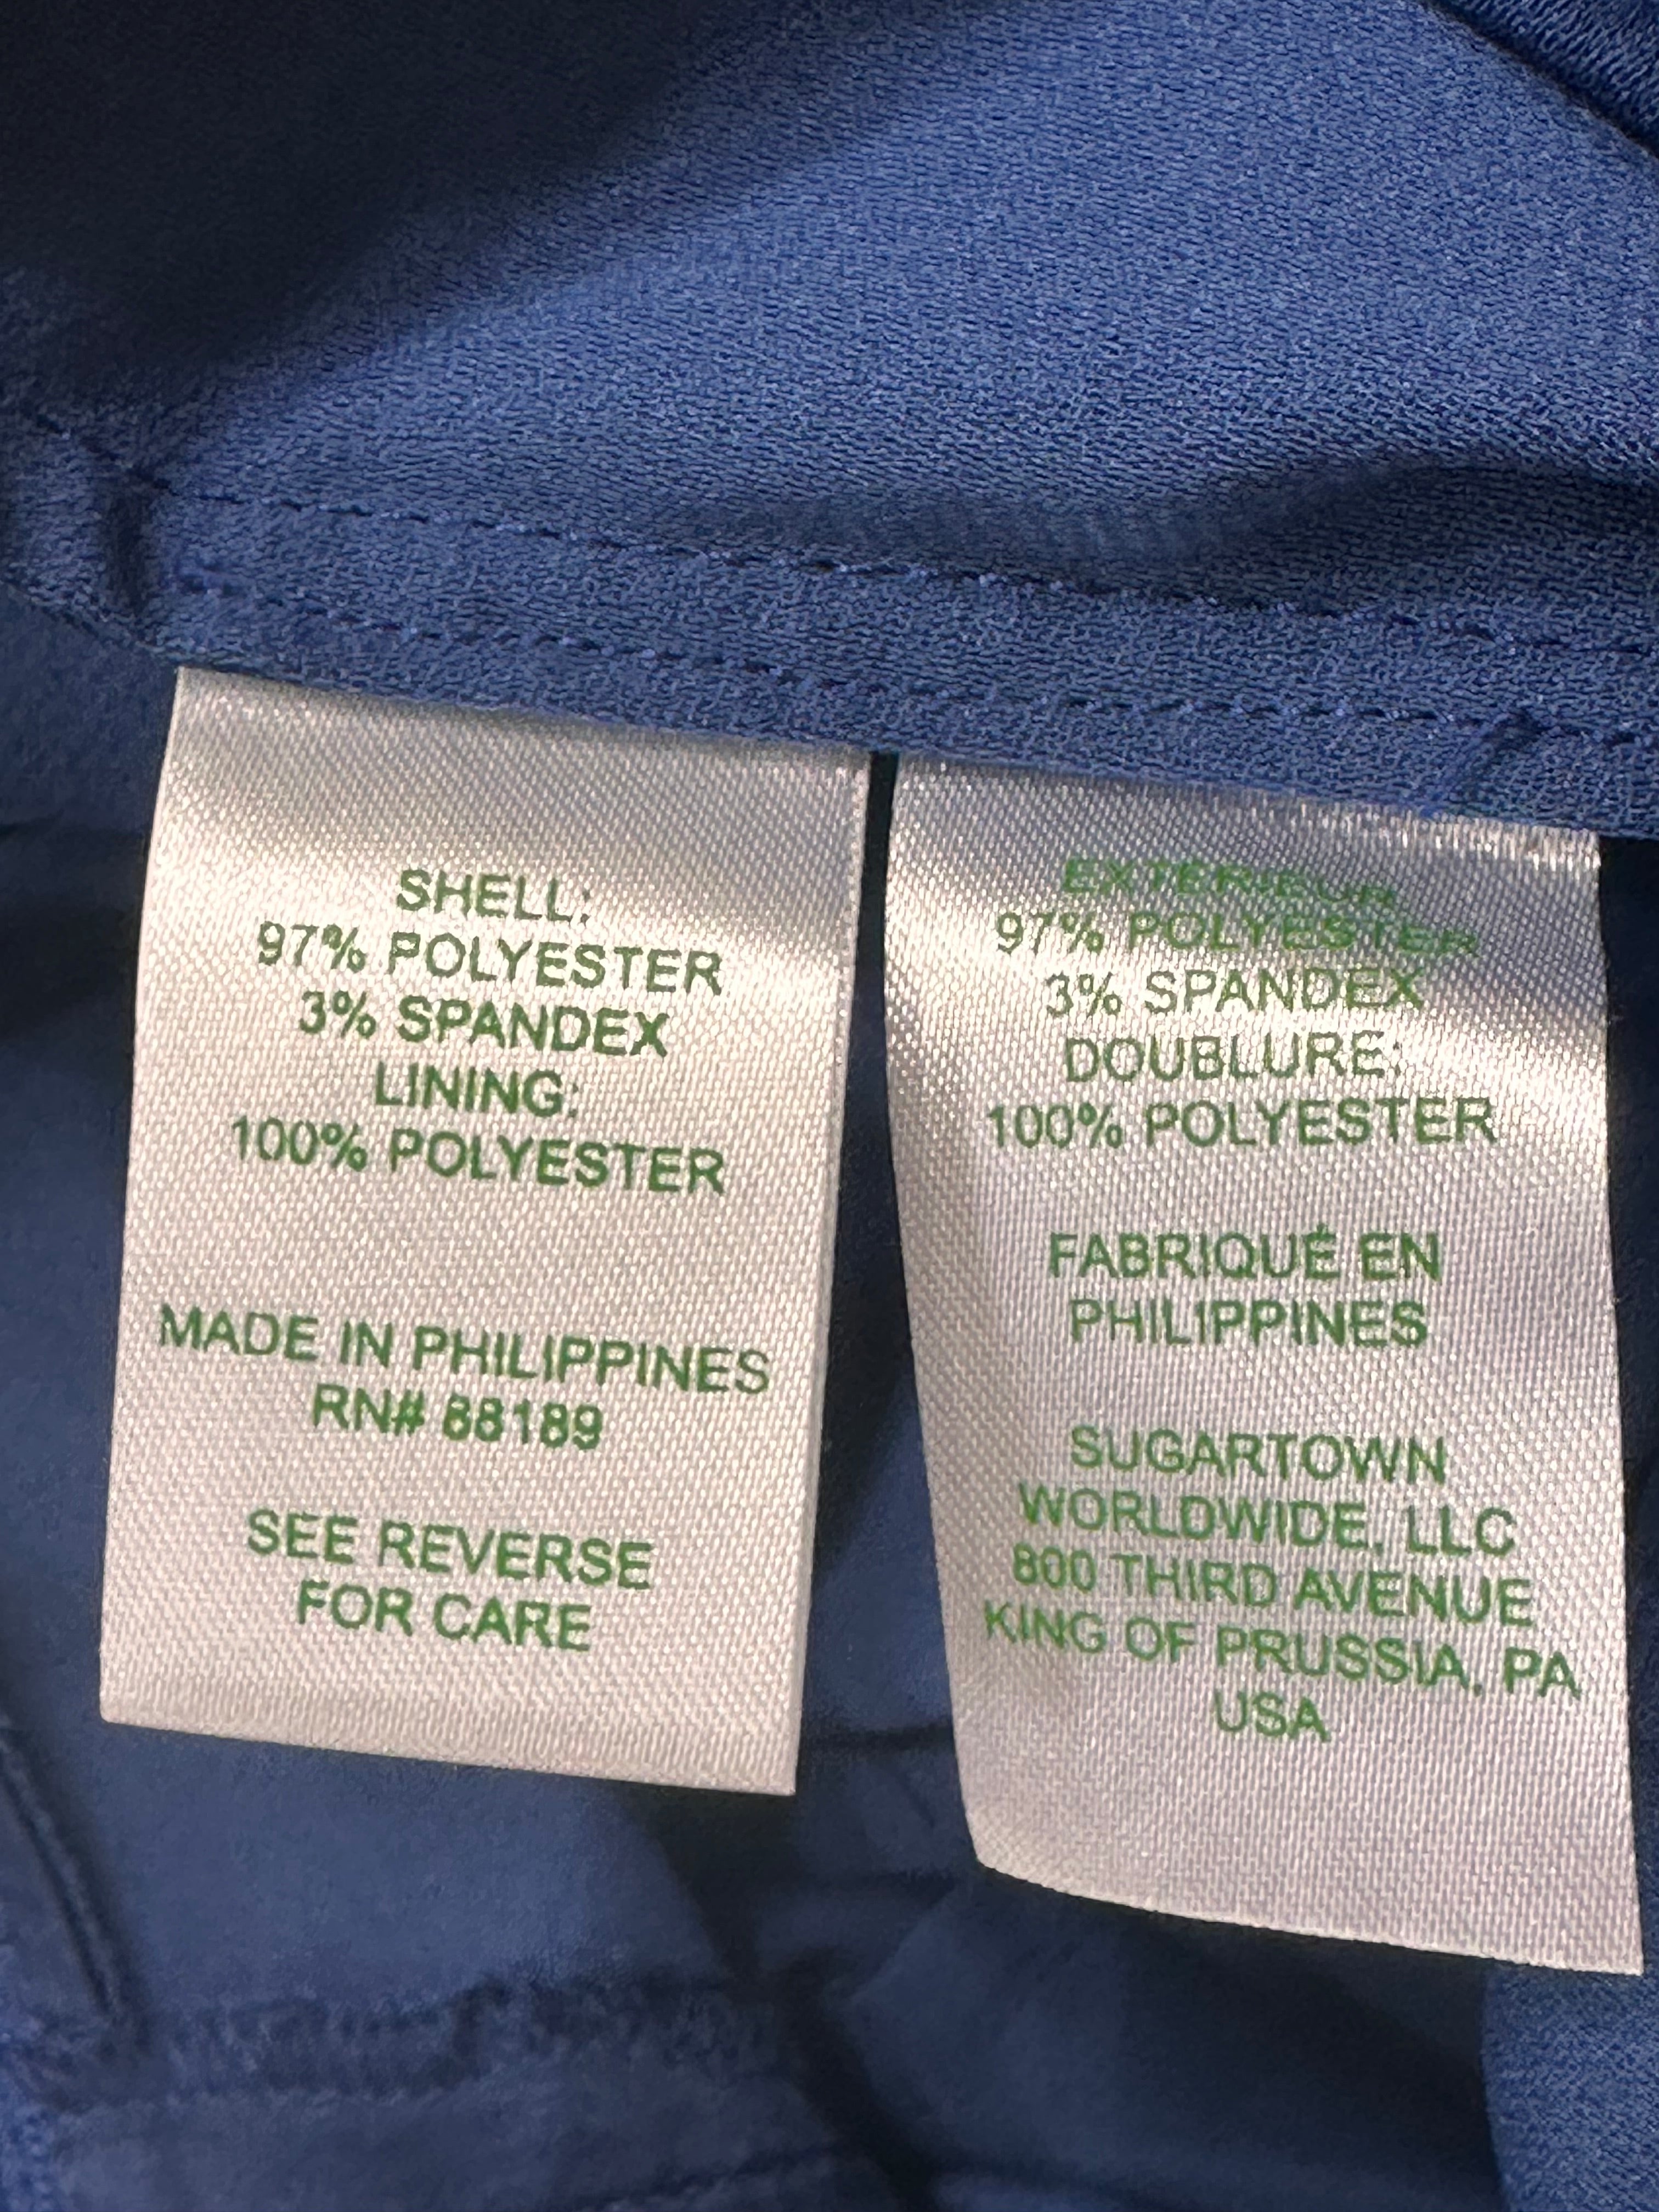 SHELL:
97% POLYESTER
3% SPANDEX
LINING:
100% POLYESTER
MADE IN PHILIPPINES
RN# 88189
SEE REVERSE
FOR CARE
EXTÉRIEUR
97% POLYESTER
3% SPANDEX
DOUBLURE:
100% POLYESTER
FABRIQUÉ EN
PHILIPPINES
SUGARTOWN
WORLDWIDE, LLC
800 THIRD AVENUE
KING OF PRUSSIA, PA
USA